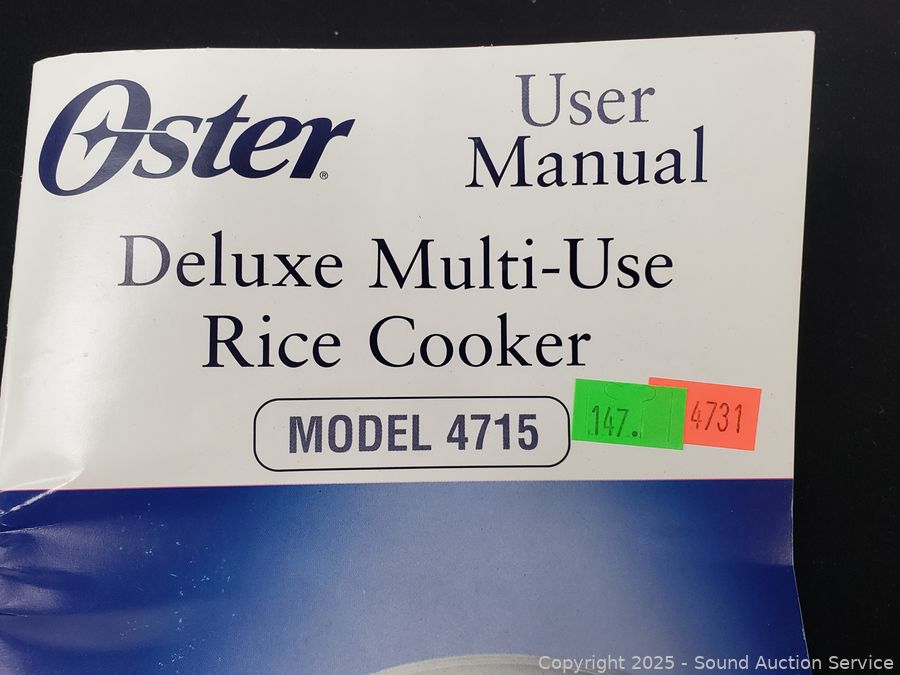 Oster®
User
Manual
Deluxe Multi-Use
Rice Cooker
MODEL 4715
147.
4731
Copyright 2025 - Sound Auction Service